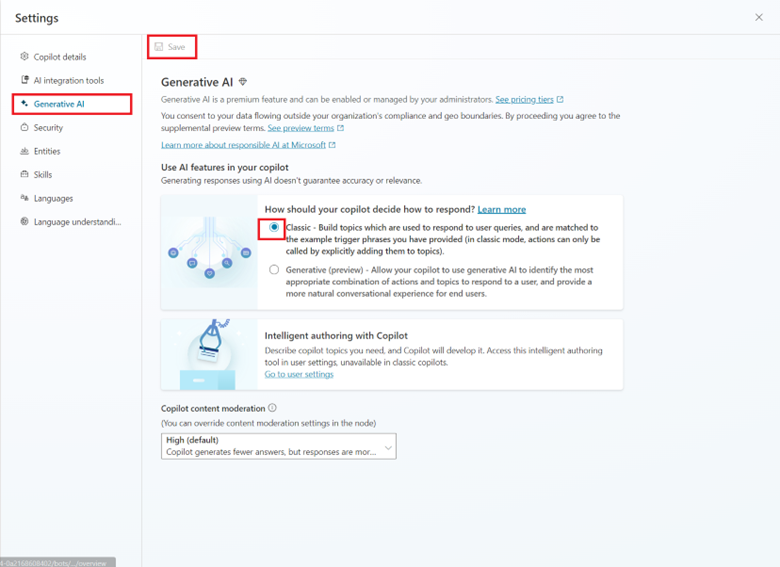 Settings
Copilot details
AI integration tools
Generative AI
Security
Entities
Skills
Languages
Language understandi...
Save
Generative AI
Generative AI is a premium feature and can be enabled or managed by your administrators. See pricing tiers
You consent to your data flowing outside your organization's compliance and geo boundaries. By proceeding you agree to the
supplemental preview terms. See preview terms
Learn more about responsible AI at Microsoft
Use AI features in your copilot
Generating responses using AI doesn't guarantee accuracy or relevance.
How should your copilot decide how to respond? Learn more
Classic - Build topics which are used to respond to user queries, and are matched to
the example trigger phrases you have provided (in classic mode, actions can only be
called by explicitly adding them to topics).
Generative (preview) - Allow your copilot to use generative AI to identify the most
appropriate combination of actions and topics to respond to a user, and provide a
more natural conversational experience for end users.
Intelligent authoring with Copilot
Describe copilot topics you need, and Copilot will develop it. Access this intelligent authoring
tool in user settings, unavailable in classic copilots.
Go to user settings
Copilot content moderation
(You can override content moderation settings in the node)
High (default)
Copilot generates fewer answers, but responses are mor...
4-0a2168608402/bots/.../overview